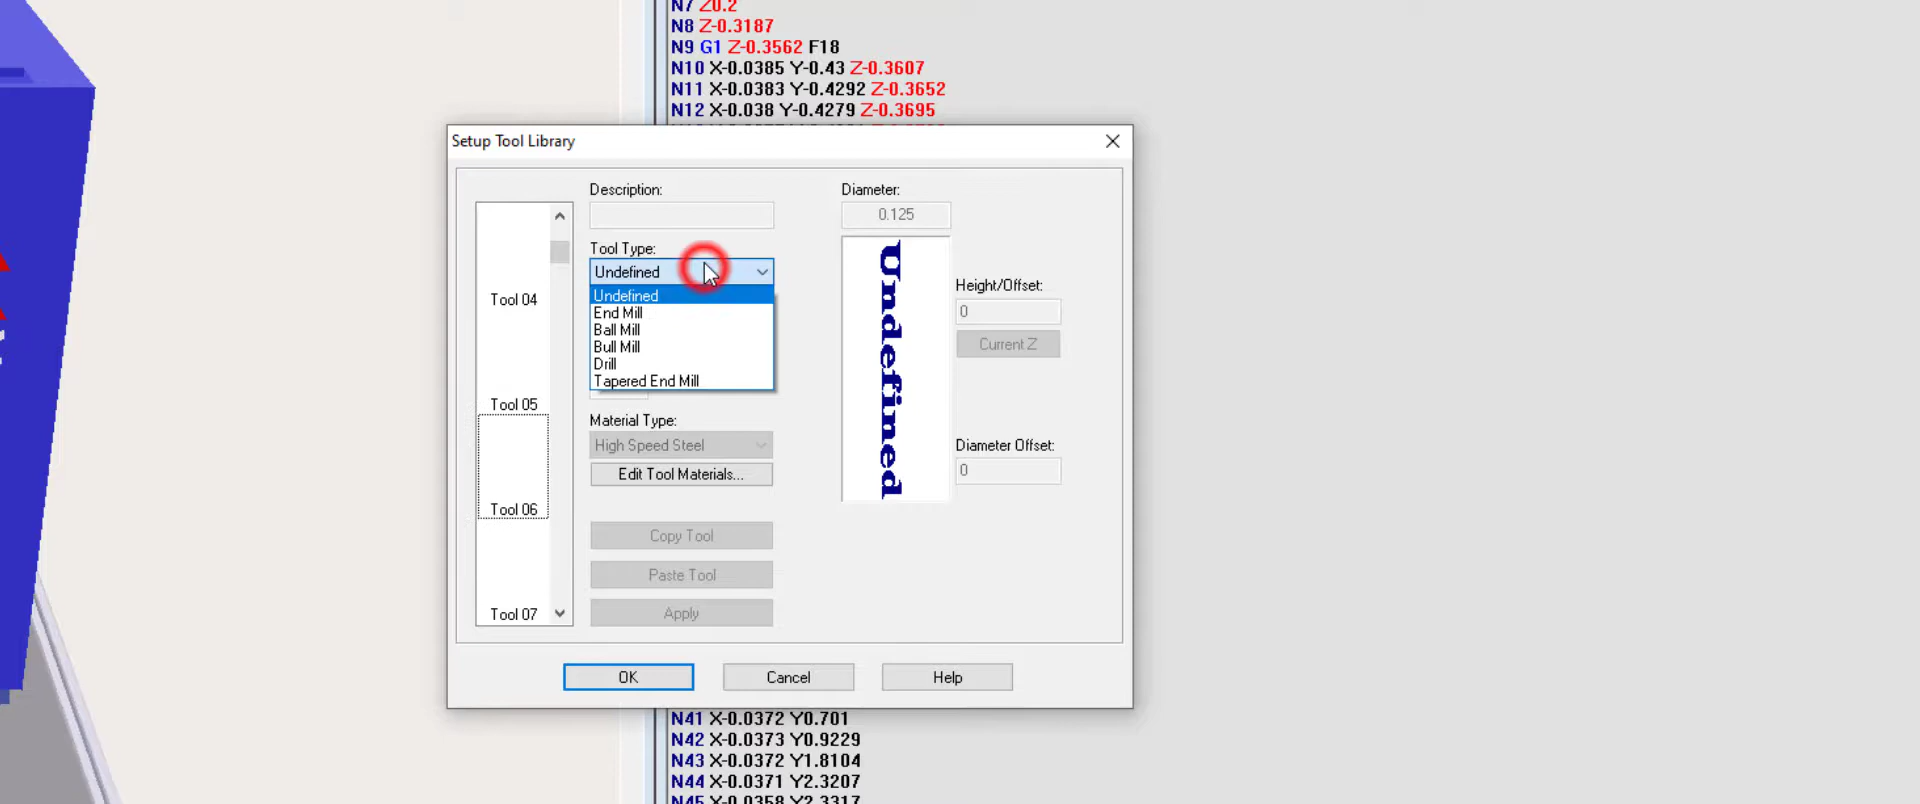 N7 Z0.2
N8 Z-0.3187
N9 G1 Z-0.3562 F18
N10 X-0.0385 Y-0.43 Z-0.3607
N11 X-0.0383 Y-0.4292 Z-0.3652
N12 X-0.038 Y-0.4279 Z-0.3695
Setup Tool Library
Description:
Diameter:
0.125
Tool Type:
Undefined
Undefined
End Mill
Ball Mill
Bull Mill
Drill
Tapered End Mill
Tool 04
Tool 05
Tool 06
Tool 07
Undefined
Height/Offset:
0
Current Z
Material Type:
High Speed Steel
Edit Tool Materials...
Diameter Offset:
0
Copy Tool
Paste Tool
Apply
OK
Cancel
Help
N41 X-0.0372 Y0.701
N42 X-0.0373 Y0.9229
N43 X-0.0372 Y1.8104
N44 X-0.0371 Y2.3207
N45 X-0.0358 Y2.3317